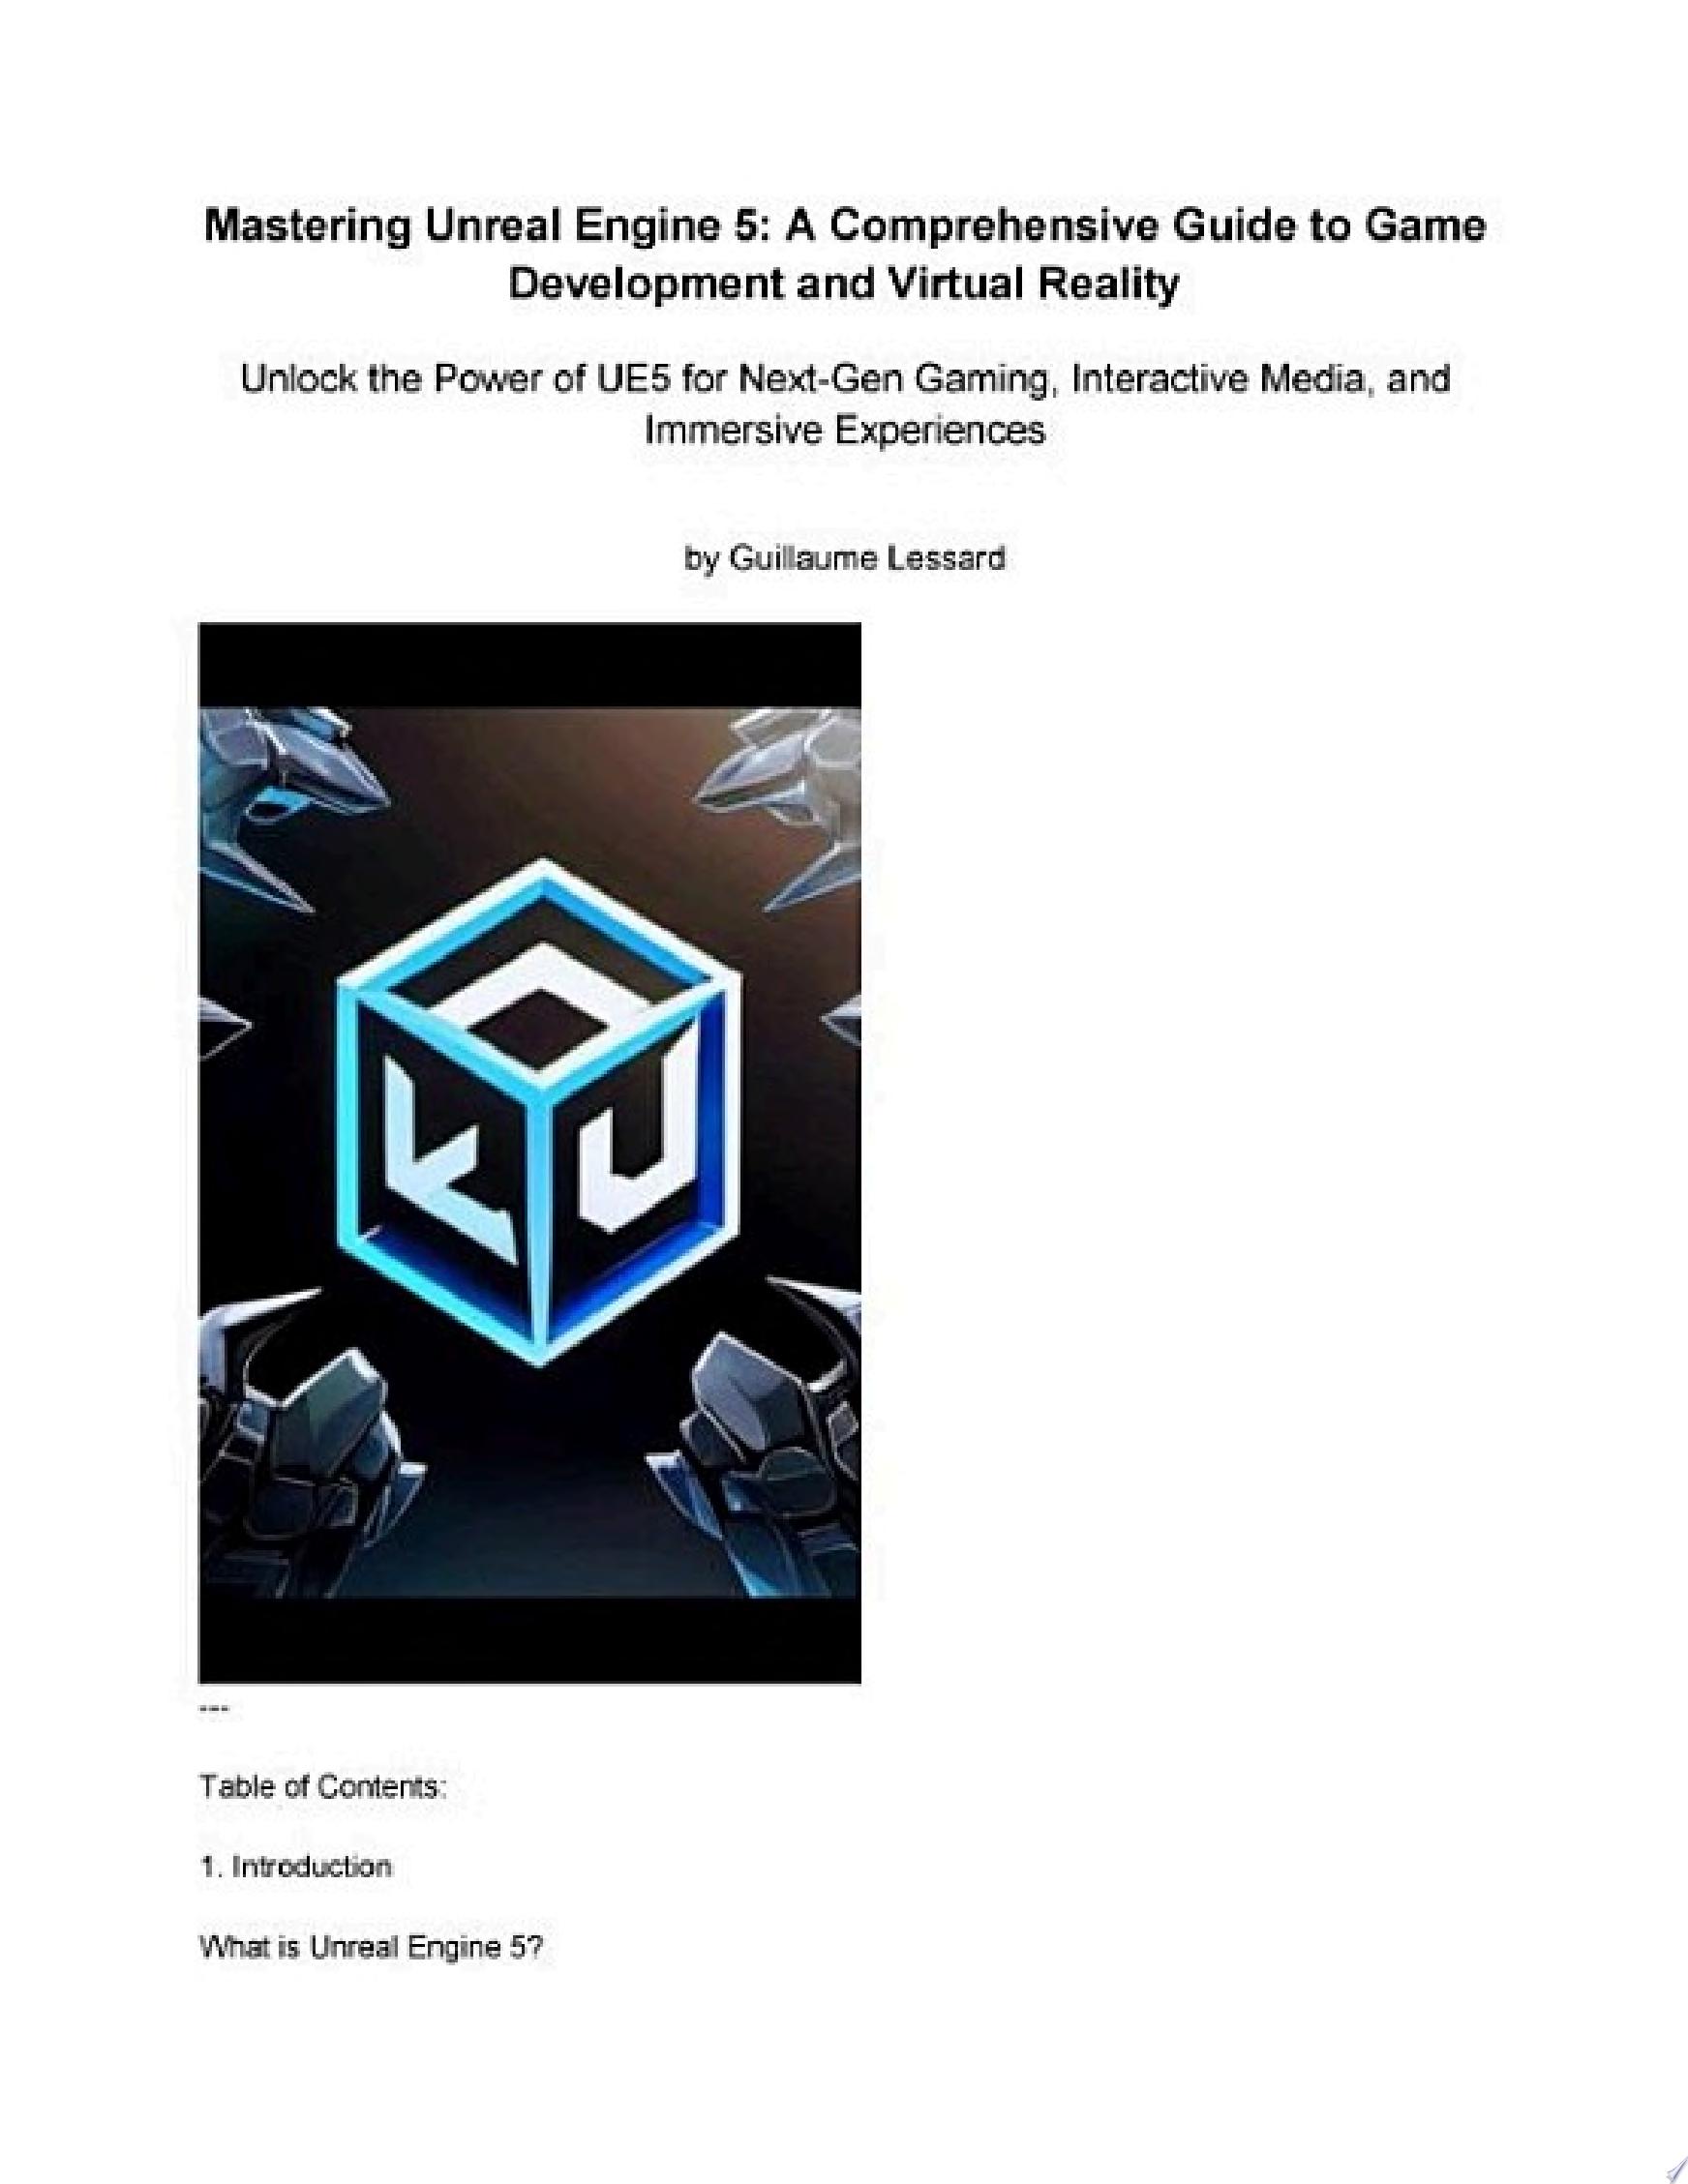 Mastering Unreal Engine 5: A Comprehensive Guide to Game
Development and Virtual Reality
Unlock the Power of UE5 for Next-Gen Gaming, Interactive Media, and
Immersive Experiences
by Guillaume Lessard
---
Table of Contents:
1. Introduction
What is Unreal Engine 5?